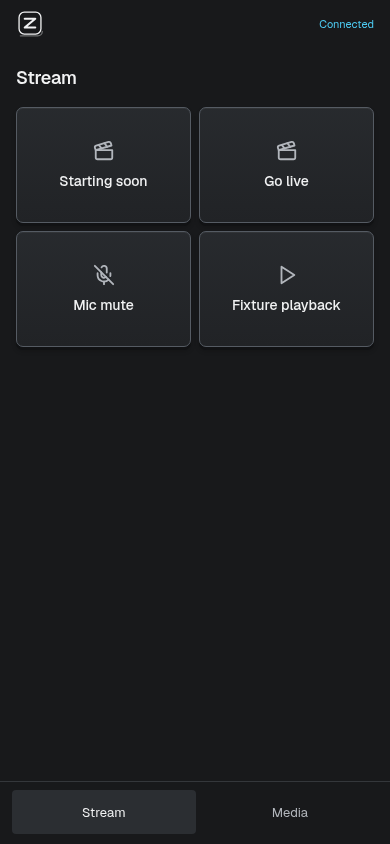 Z
Connected
Stream
Starting soon
Go live
Mic mute
Fixture playback
Stream
Media